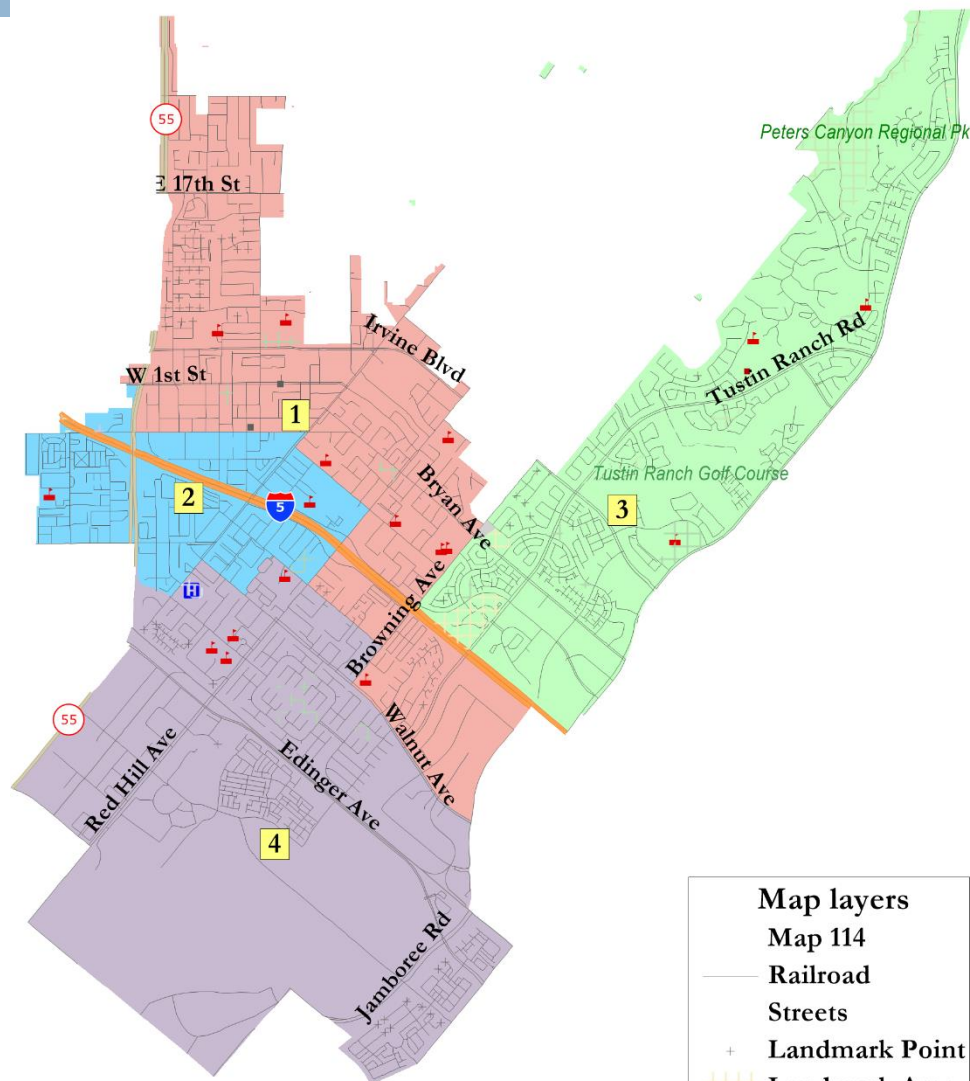 55
Peters Canyon Regional Pk
E 17th St
Irvine Blvd
W 1st St
Tustin Ranch Rd
1
Bryan Ave
Tustin Ranch Golf Course
2
5
3
H
Browning Ave
55
Walnut Ave
Red Hill Ave
Edinger Ave
4
Jamboree Rd
Map layers
Map 114
Railroad
Streets
Landmark Point